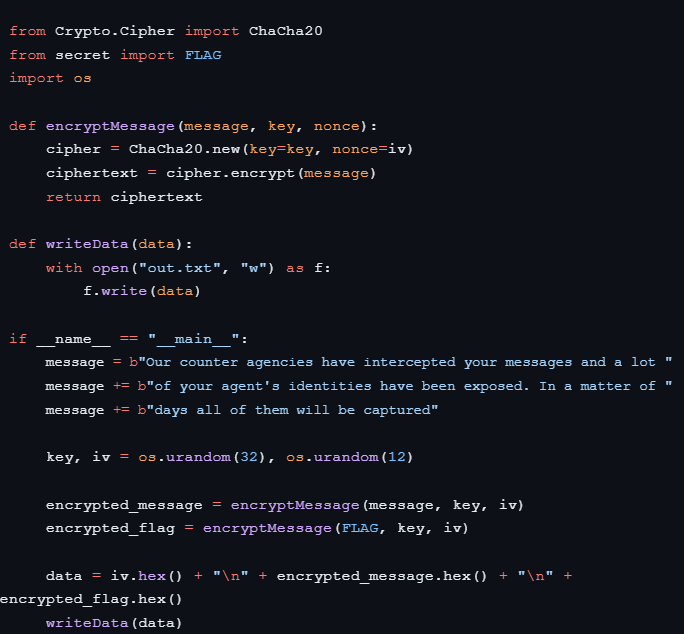 from Crypto.Cipher import ChaCha20
from secret import FLAG
import os
def encryptMessage(message, key, nonce):
cipher = ChaCha20.new(key=key, nonce=iv)
ciphertext = cipher.encrypt(message)
return ciphertext
def writeData(data):
with open("out.txt", "w") as f:
f.write(data)
if __name__ == "__main__":
message = b"Our counter agencies have intercepted your messages and a lot "
message += b"of your agent's identities have been exposed. In a matter of "
message += b"days all of them will be captured"
key, iv = os.urandom(32), os.urandom(12)
encrypted_message = encryptMessage(message, key, iv)
encrypted_flag = encryptMessage(FLAG, key, iv)
data = iv.hex() + "\n" + encrypted_message.hex() + "\n" +
encrypted_flag.hex()
writeData(data)